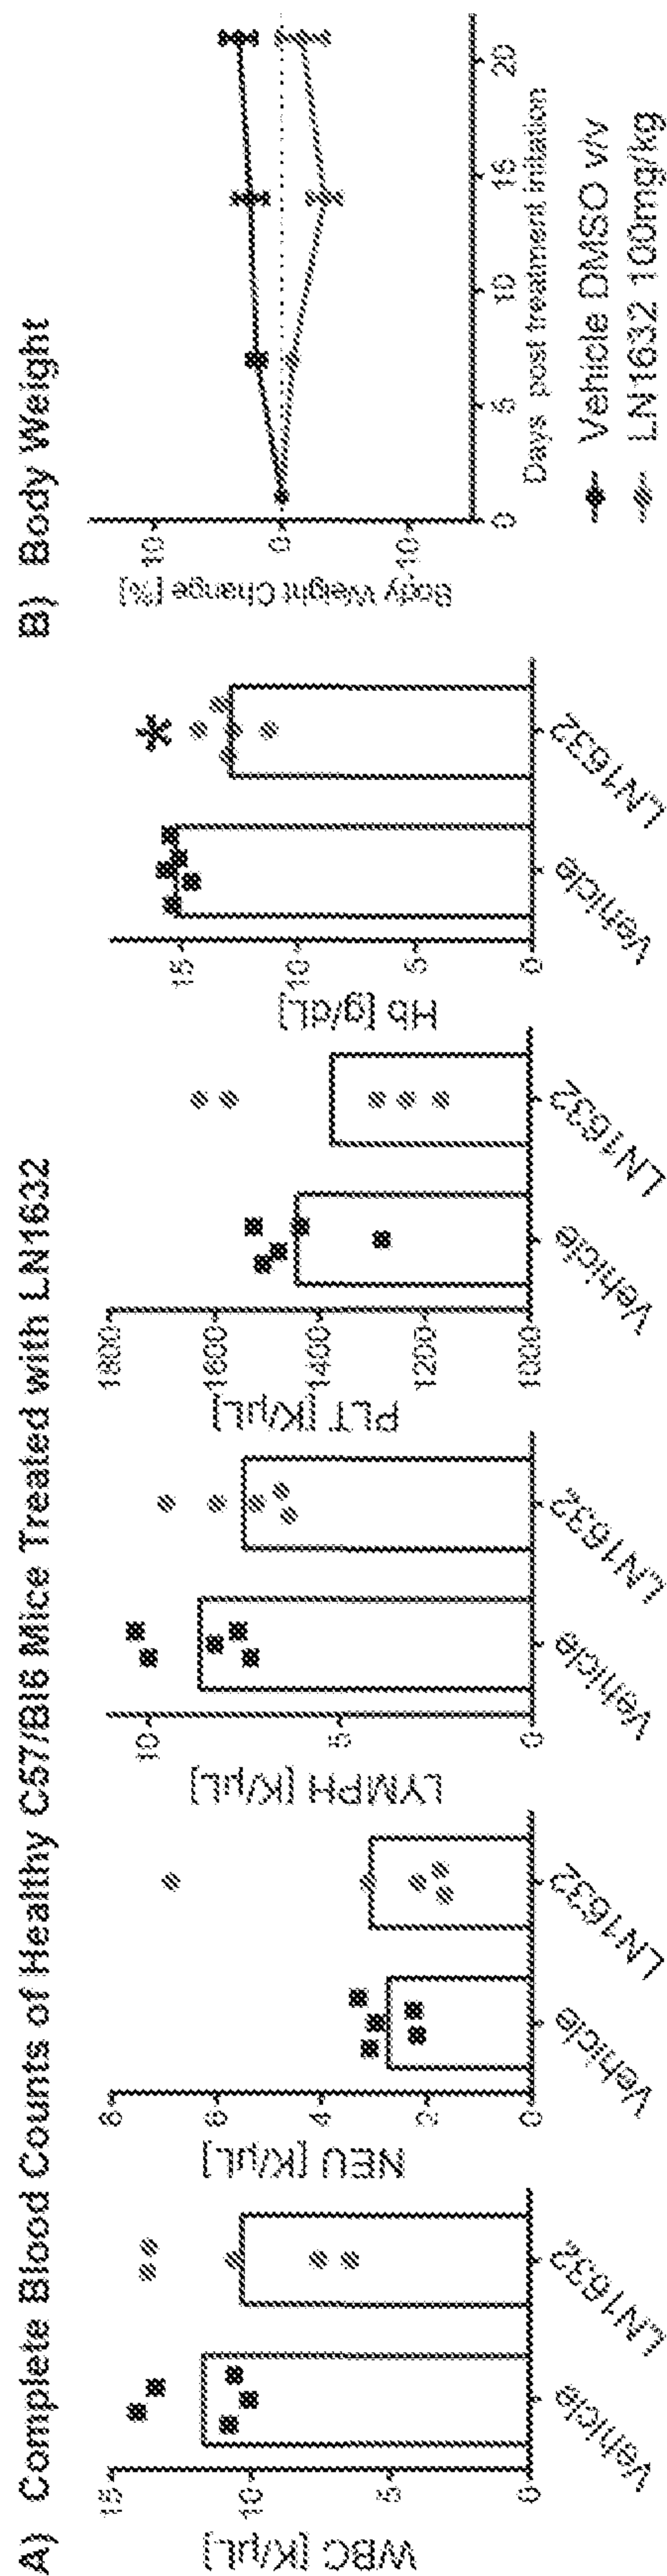 A) Complete Blood Counts of Healthy C57/Bl6 Mice Treated with LN1632
WBC [K/µL]
15
10
5
0
Vehicle
LN1632
NEU [K/µL]
8
6
4
2
0
Vehicle
LN1632
LYMPH [K/µL]
10
5
0
Vehicle
LN1632
PLT [K/µL]
1800
1600
1400
1200
1000
Vehicle
LN1632
Hb [g/dL]
15
10
5
0
Vehicle
LN1632
*
B) Body Weight
Body Weight Change [%]
10
0
10
0
5
10
15
20
Days post treatment initation
Vehicle DMSO v/v
LN1632 100mg/kg